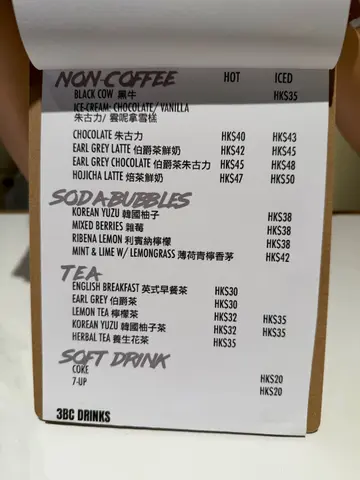 NON-COFFEE HOT ICED
BLACK COW 黑牛 HK$35
ICE-CREAM: CHOCOLATE/ VANILLA
朱古力/ 雲呢拿雪糕
CHOCOLATE 朱古力 HK$40 HK$43
EARL GREY LATTE 伯爵茶鮮奶 HK$42 HK$45
EARL GREY CHOCOLATE 伯爵茶朱古力 HK$45 HK$48
HOJICHA LATTE 焙茶鮮奶 HK$47 HK$50
SODABUBBLES
KOREAN YUZU 韓國柚子 HK$38
MIXED BERRIES 雜莓 HK$38
RIBENA LEMON 利賓納檸檬 HK$38
MINT & LIME W/ LEMONGRASS 薄荷青檸香茅 HK$42
TEA
ENGLISH BREAKFAST 英式早餐茶 HK$30
EARL GREY 伯爵茶 HK$30
LEMON TEA 檸檬茶 HK$32 HK$35
KOREAN YUZU 韓國柚子茶 HK$32 HK$35
HERBAL TEA 養生花茶 HK$35
SOFT DRINK
COKE HK$20
7-UP HK$20
3BC DRINKS